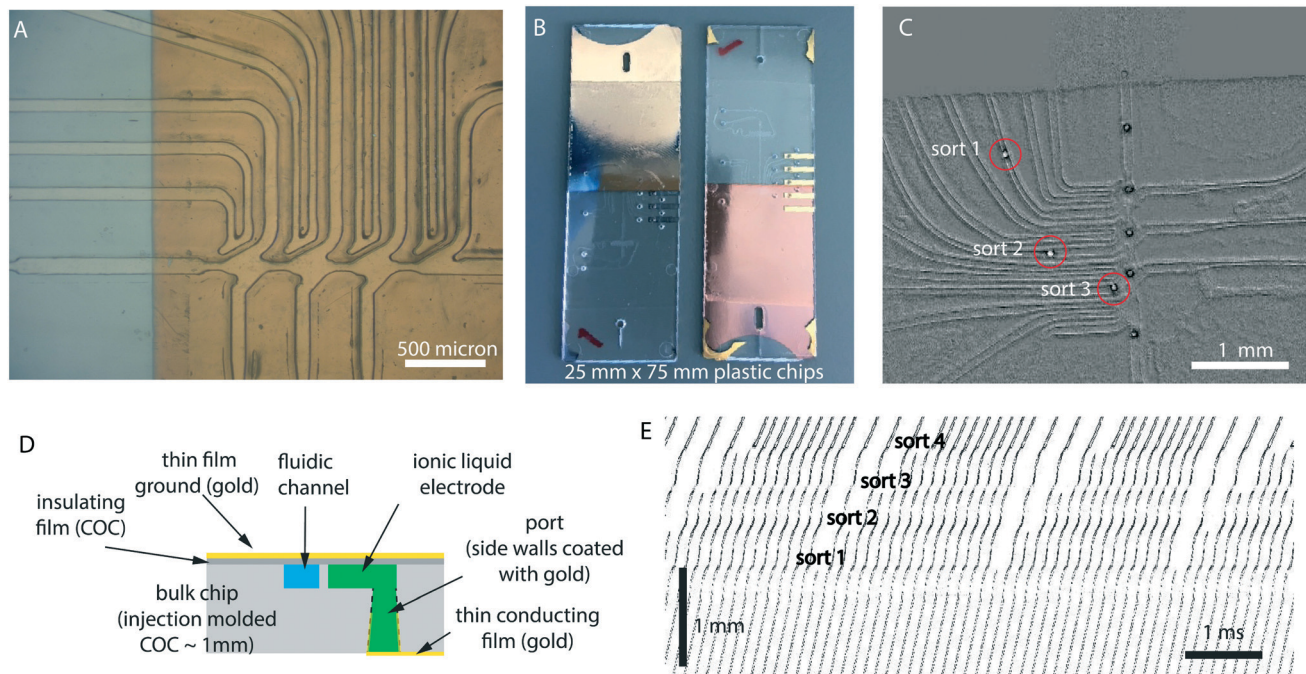 A
500 micron
B
25 mm x 75 mm plastic chips
C
sort 1
sort 2
sort 3
1 mm
D
thin film
ground (gold)
fluidic
channel
ionic liquid
electrode
insulating
film (COC)
port
(side walls coated
with gold)
bulk chip
(injection molded
COC ~ 1mm)
thin conducting
film (gold)
E
sort 4
sort 3
sort 2
sort 1
1 mm
1 ms